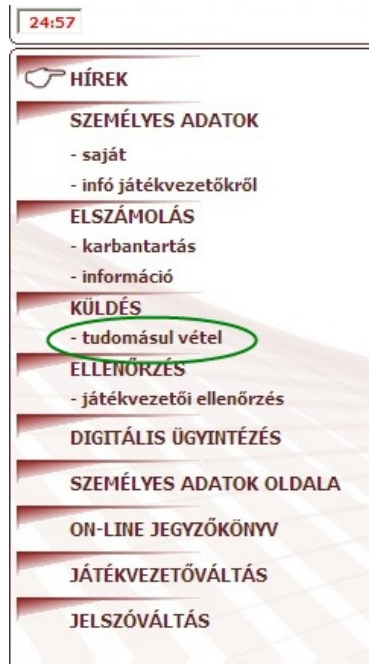 24:57
HÍREK
SZEMÉLYES ADATOK
- saját
- infó játékvezetőkről
ELSZÁMOLÁS
- karbantartás
- információ
KÜLDÉS
- tudomásul vétel
ELLENŐRZÉS
- játékvezetői ellenőrzés
DIGITÁLIS ÜGYINTÉZÉS
SZEMÉLYES ADATOK OLDALA
ON-LINE JEGYZŐKÖNYV
JÁTÉKVEZETŐVÁLTÁS
JELSZÓVÁLTÁS